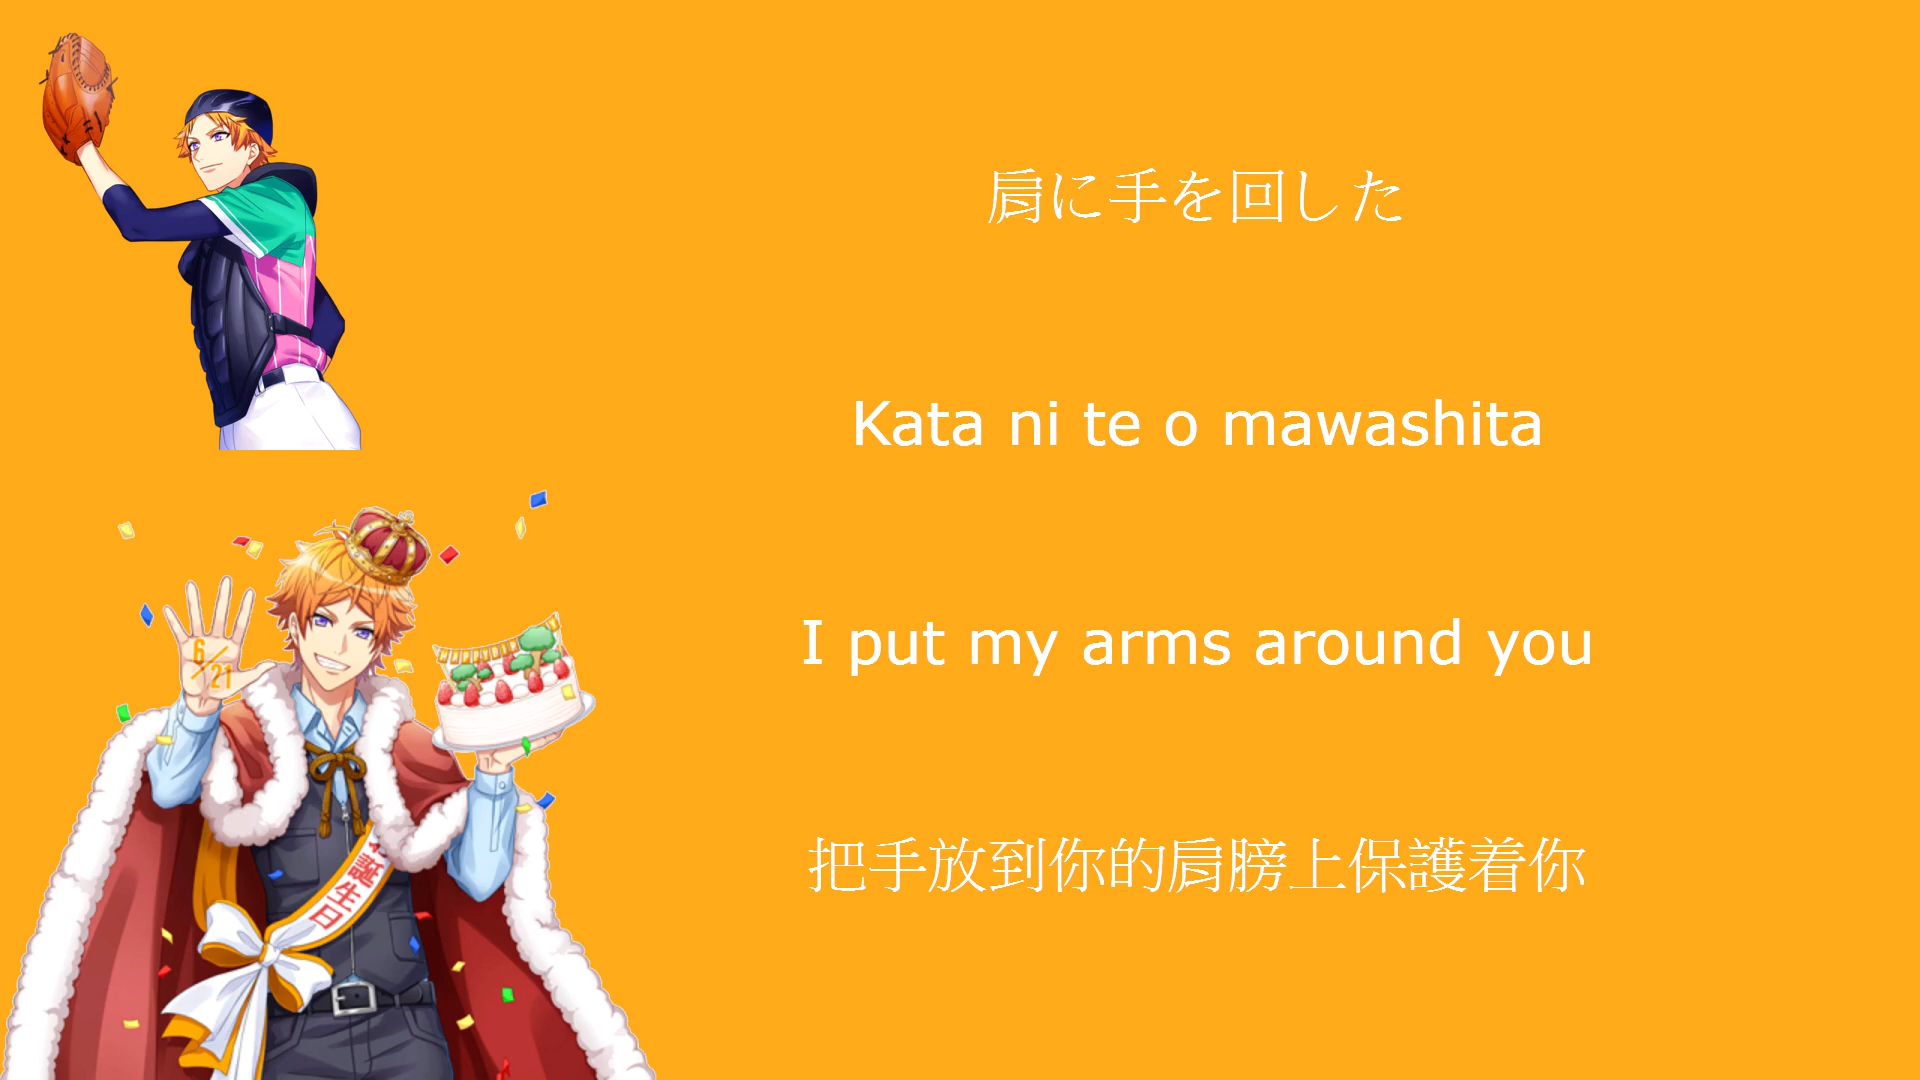 肩に手を回した
Kata ni te o mawashita
I put my arms around you
把手放到你的肩膀上保護着你
6/21
誕生日